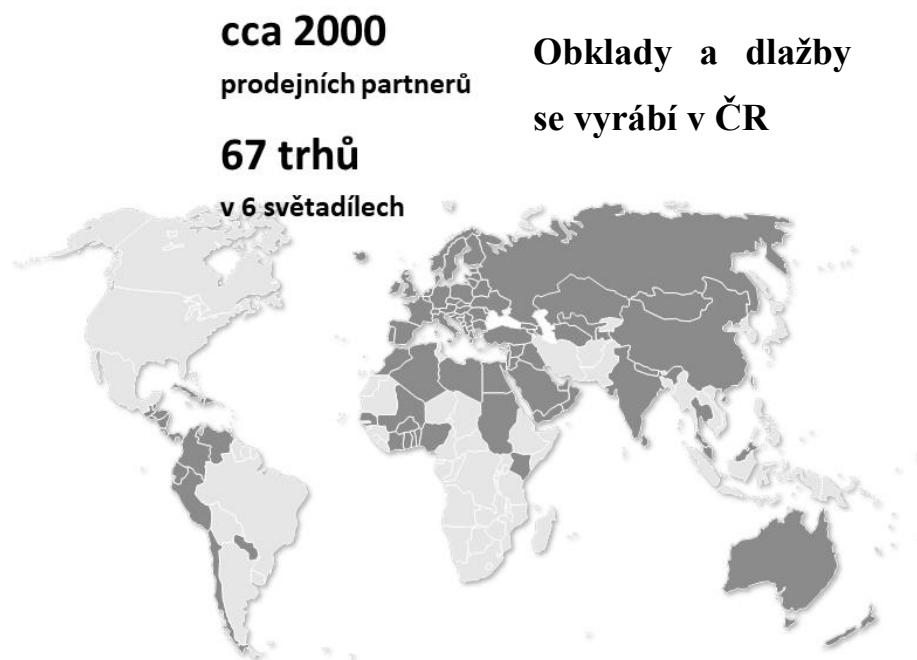 cca 2000
prodejních partnerů
67 trhů
v 6 světadílech
Obklady a dlažby
se vyrábí v ČR